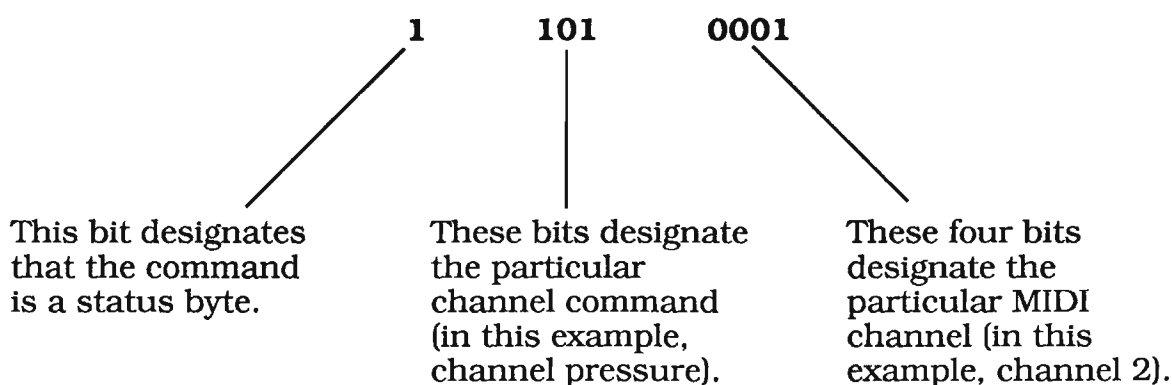 1 101 0001
This bit designates
that the command
is a status byte.
These bits designate
the particular
channel command
(in this example,
channel pressure).
These four bits
designate the
particular MIDI
channel (in this
example, channel 2).